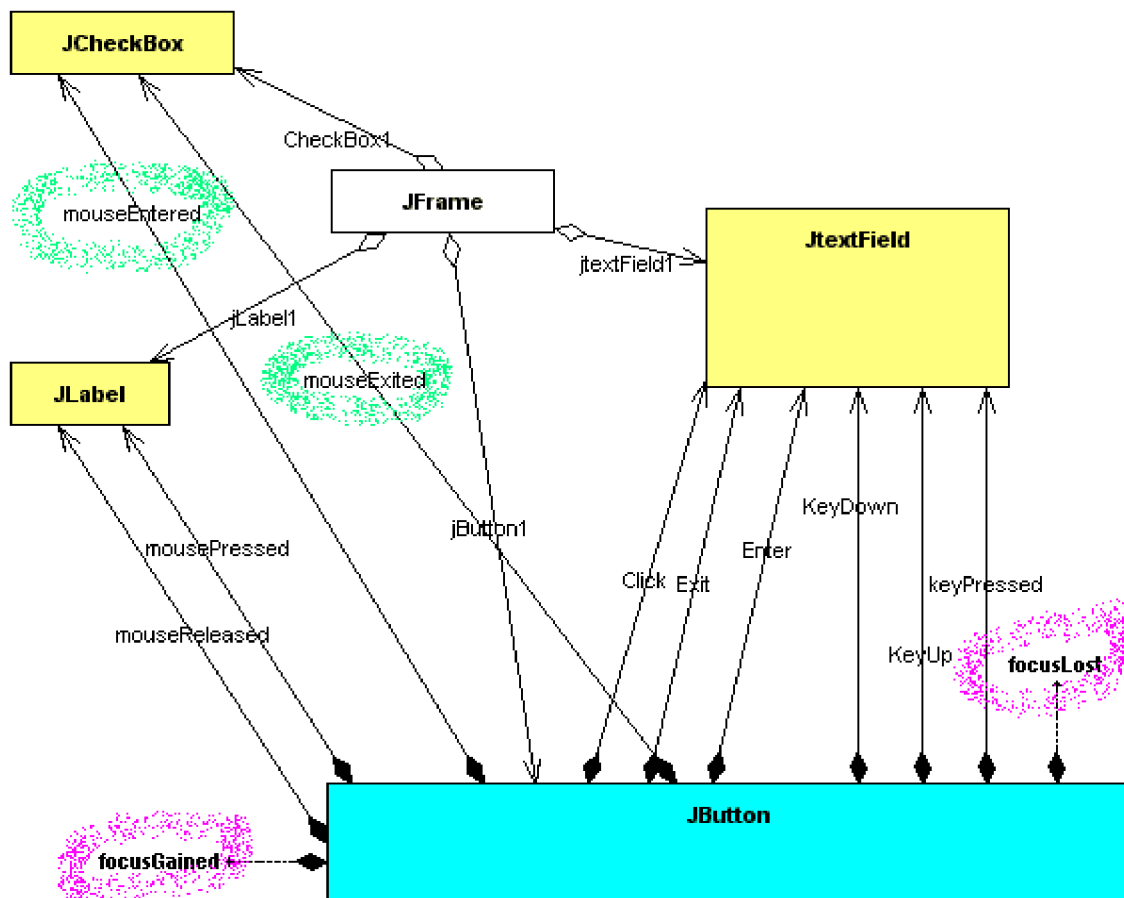 JCheckBox
CheckBox1
JFrame
mouseEntered
JtextField
jtextField1
jLabel1
JLabel
mouseExited
KeyDown
jButton1
mousePressed
Enter
Click
Exit
keyPressed
mouseReleased
KeyUp
focusLost
JButton
focusGained